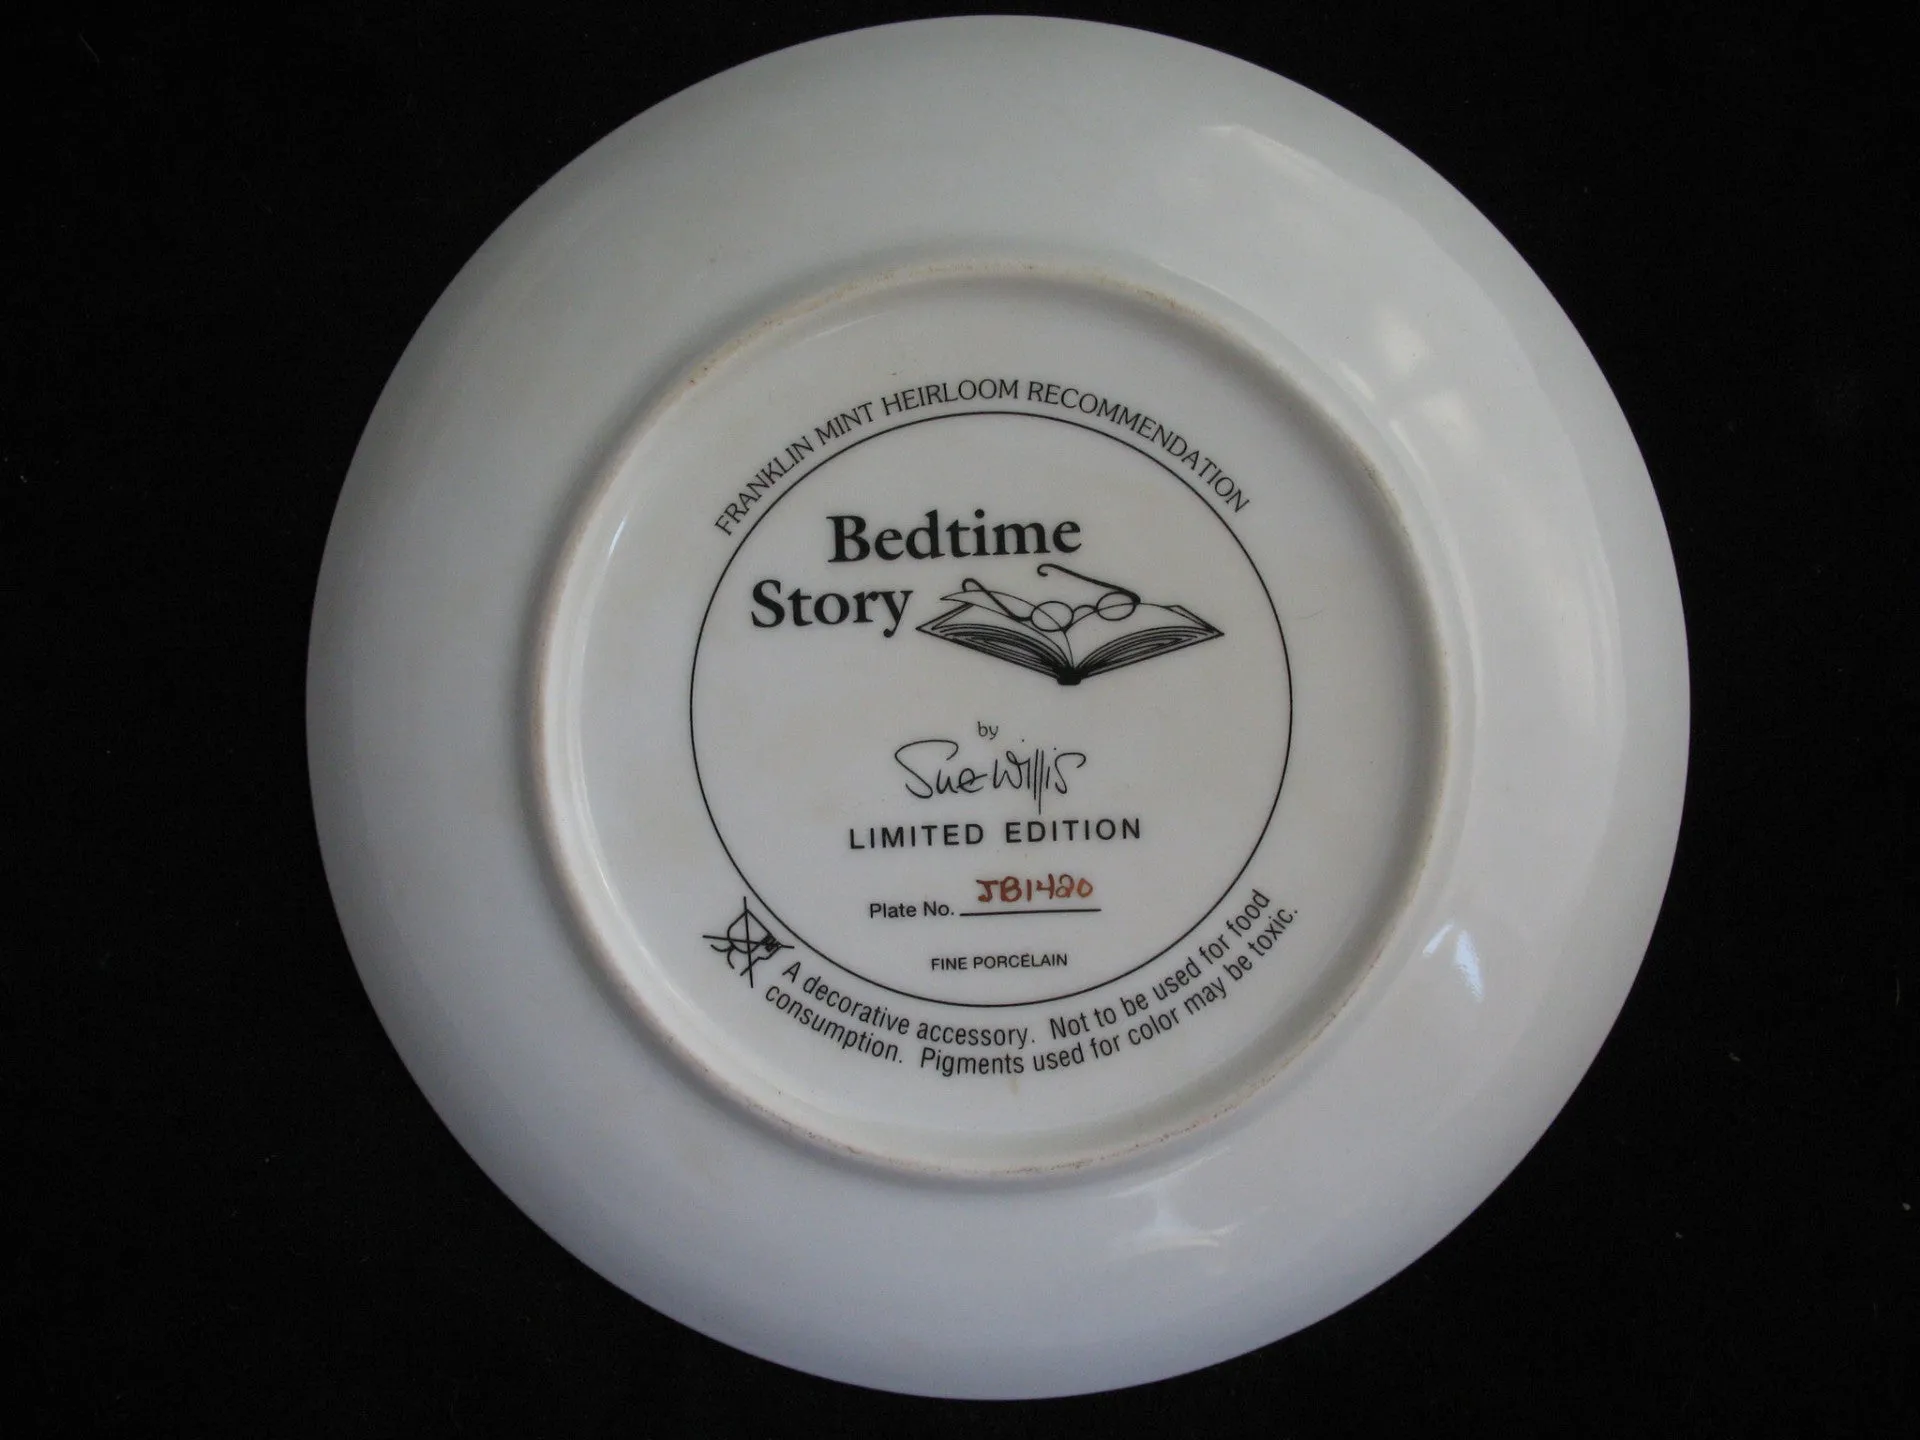 FRANKLIN MINT HEIRLOOM RECOMMENDATION
Bedtime
Story
by
Sue Willis
LIMITED EDITION
Plate No. JB1420
FINE PORCELAIN
A decorative accessory. Not to be used for food
consumption. Pigments used for color may be toxic.